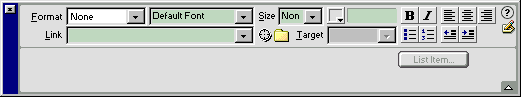 Format None Default Font Size Non B I
Link Target
List Item...